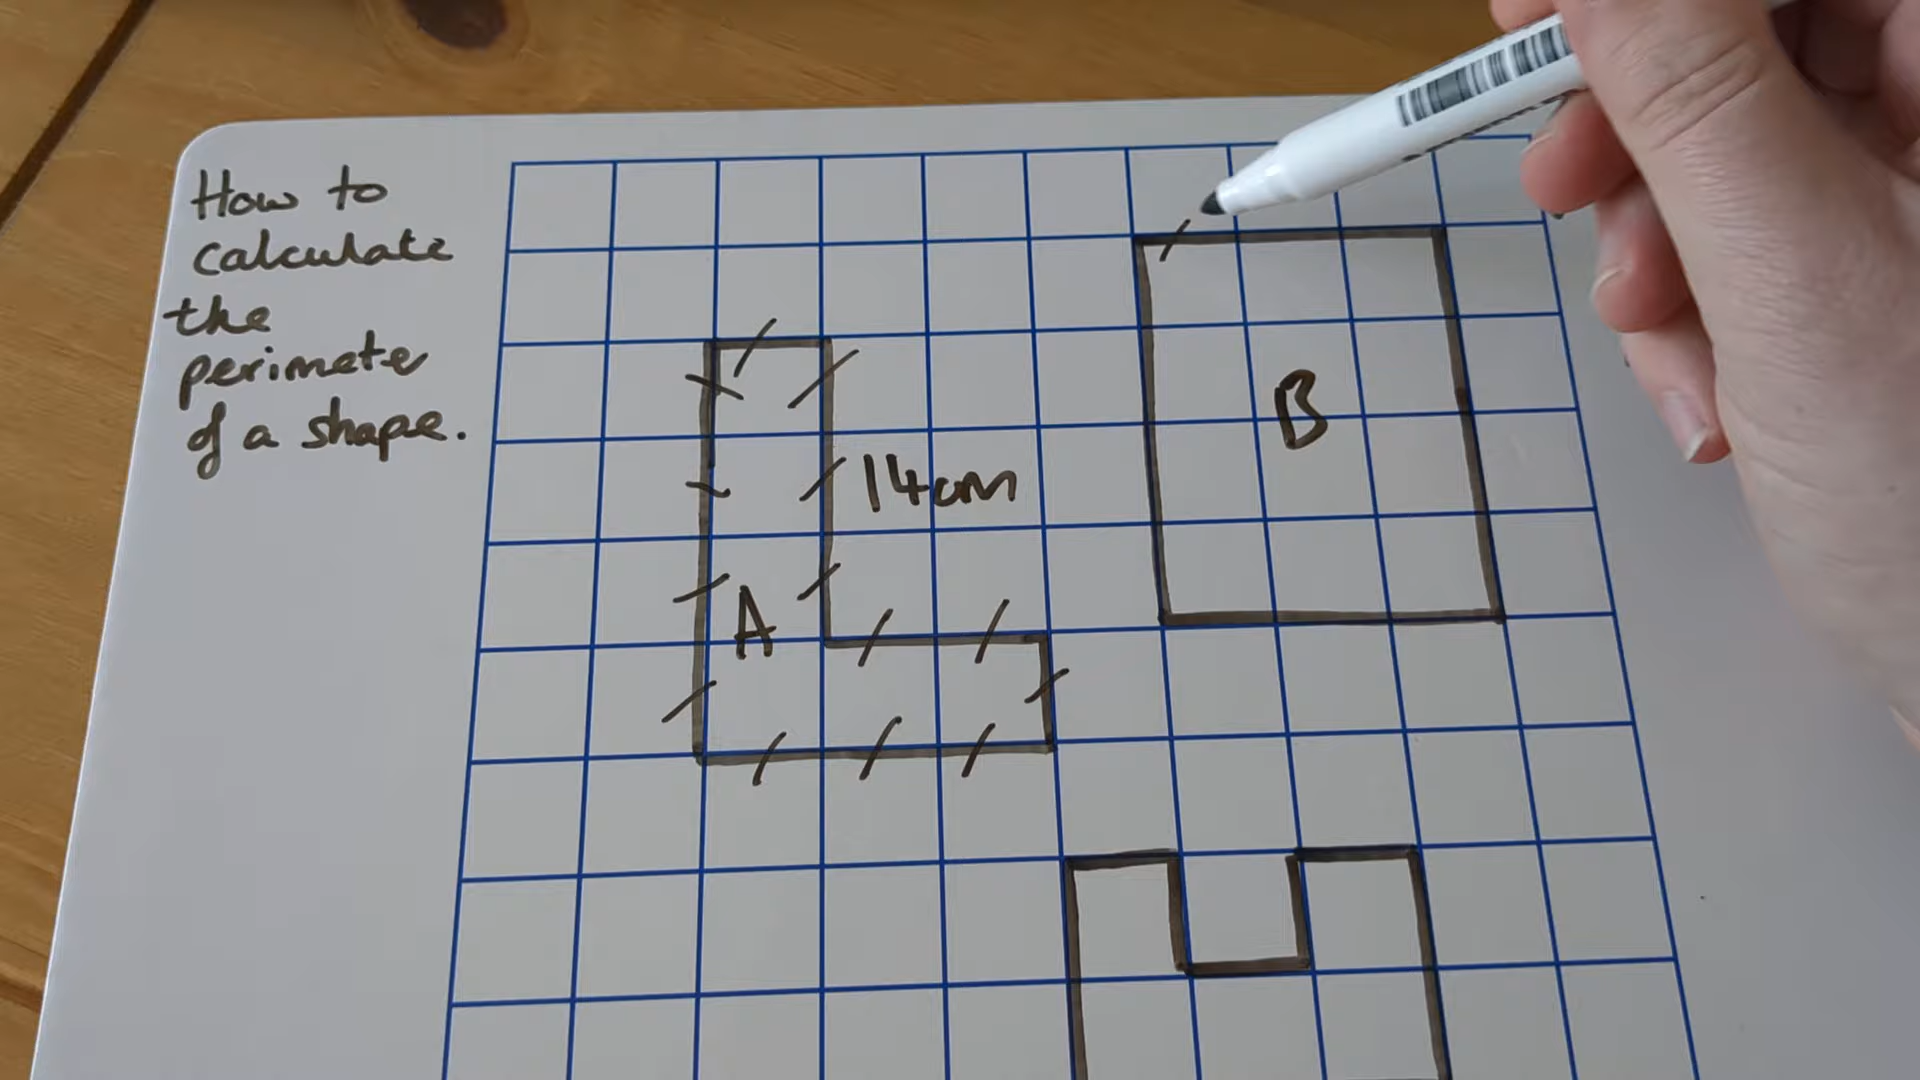 How to
calculate
the
perimete
of a shape.
14cm
A
B